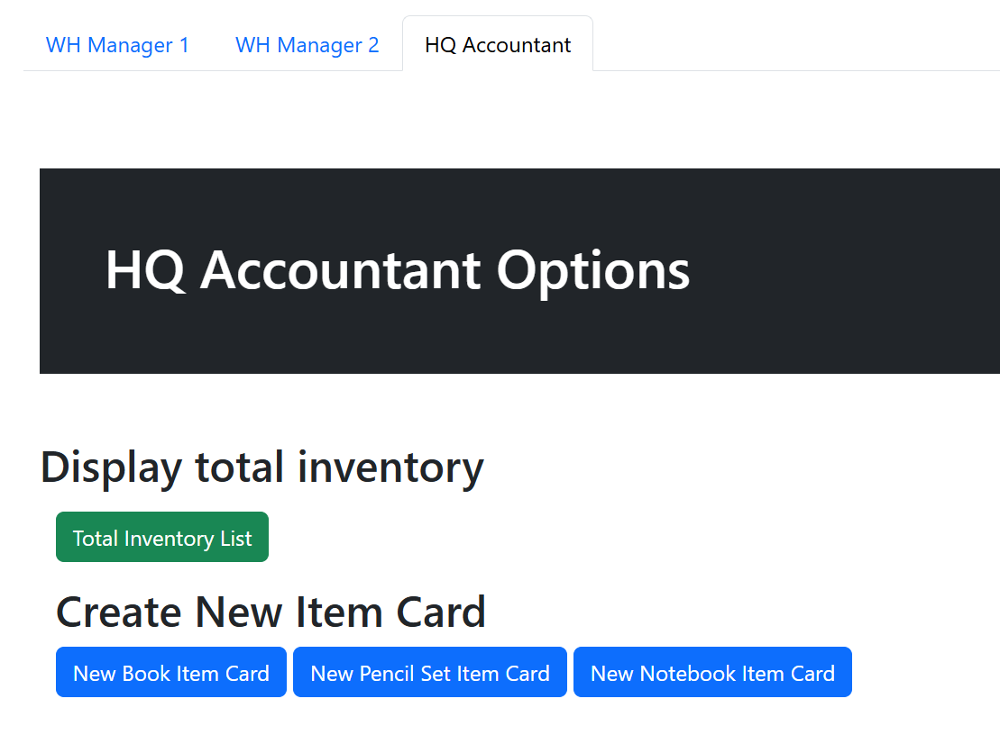 WH Manager 1 WH Manager 2 HQ Accountant
HQ Accountant Options
Display total inventory
Total Inventory List
Create New Item Card
New Book Item Card New Pencil Set Item Card New Notebook Item Card